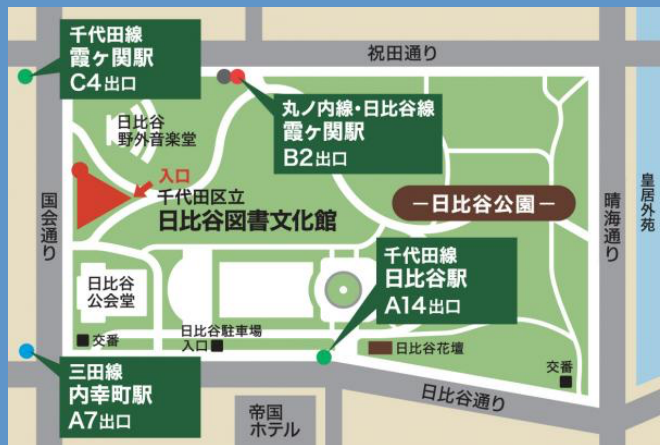 千代田線
霞ヶ関駅
C4出口
祝田通り
丸ノ内線・日比谷線
霞ヶ関駅
B2出口
日比谷
野外音楽堂
入口
千代田区立
日比谷図書文化館
ー日比谷公園ー
国会通り
晴海通り
皇居外苑
千代田線
日比谷駅
A14出口
日比谷
公会堂
交番
日比谷駐車場
入口
日比谷花壇
交番
三田線
内幸町駅
A7出口
日比谷通り
帝国
ホテル